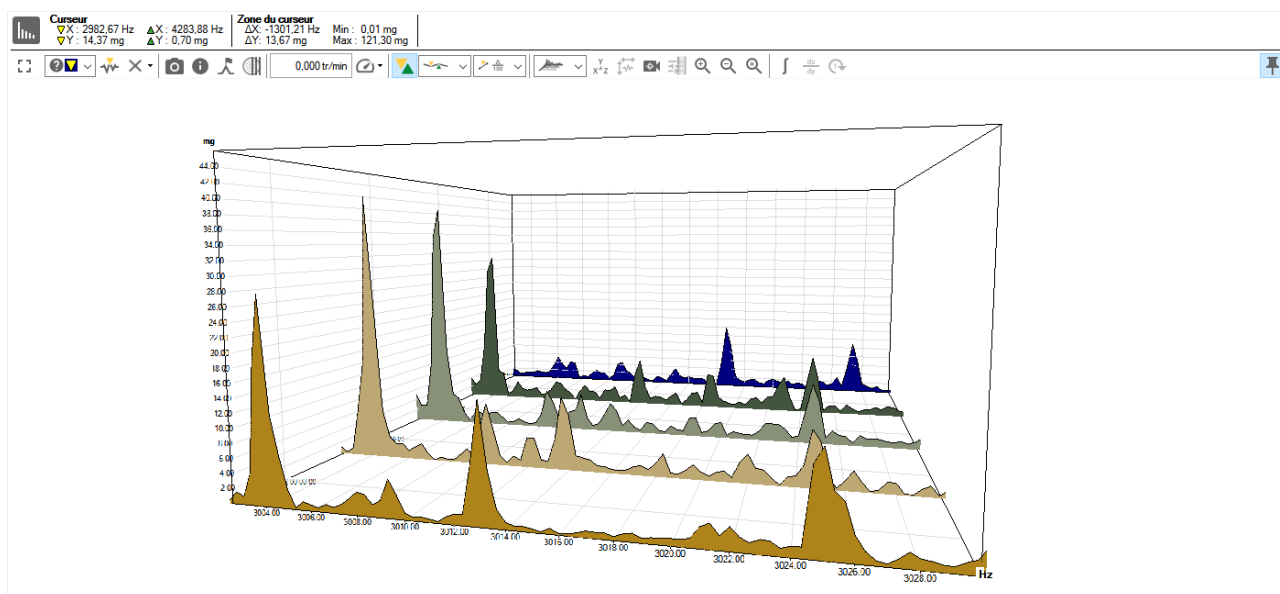 Curseur
X : 2982,67 Hz
X : 4283,88 Hz
Y : 14,37 mg
Y : 0,70 mg
Zone du curseur
ΔX: -1301,21 Hz
Min : 0,01 mg
ΔY: 13,67 mg
Max : 121,30 mg
0,000 tr/min
mg
44.00
42.00
40.00
38.00
36.00
34.00
32.00
30.00
28.00
26.00
24.00
20.00
18.00
16.00
14.00
12.00
10.00
8.00
6.00
4.00
2.00
3004.00
3006.00
3008.00
3010.00
3012.00
3014.00
3016.00
3018.00
3020.00
3022.00
3024.00
3026.00
3028.00
Hz